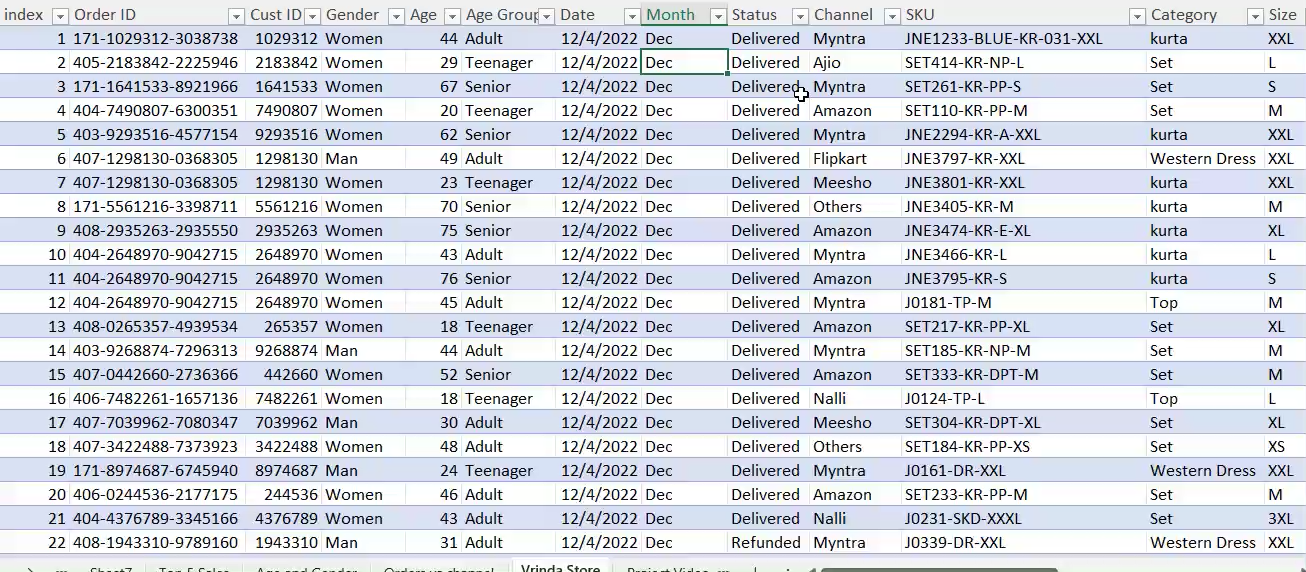 index Order ID Cust ID Gender Age Age Group Date Month Status Channel SKU Category Size
1 171-1029312-3038738 1029312 Women 44 Adult 12/4/2022 Dec Delivered Myntra JNE1233-BLUE-KR-031-XXL kurta XXL
2 405-2183842-2225946 2183842 Women 29 Teenager 12/4/2022 Dec Delivered Ajio SET414-KR-NP-L Set L
3 171-1641533-8921966 1641533 Women 67 Senior 12/4/2022 Dec Delivered Myntra SET261-KR-PP-S Set S
4 404-7490807-6300351 7490807 Women 20 Teenager 12/4/2022 Dec Delivered Amazon SET110-KR-PP-M Set M
5 403-9293516-4577154 9293516 Women 62 Senior 12/4/2022 Dec Delivered Myntra JNE2294-KR-A-XXL kurta XXL
6 407-1298130-0368305 1298130 Man 49 Adult 12/4/2022 Dec Delivered Flipkart JNE3797-KR-XXL Western Dress XXL
7 407-1298130-0368305 1298130 Women 23 Teenager 12/4/2022 Dec Delivered Meesho JNE3801-KR-XXL kurta XXL
8 171-5561216-3398711 5561216 Women 70 Senior 12/4/2022 Dec Delivered Others JNE3405-KR-M kurta M
9 408-2935263-2935550 2935263 Women 75 Senior 12/4/2022 Dec Delivered Amazon JNE3474-KR-E-XL kurta XL
10 404-2648970-9042715 2648970 Women 43 Adult 12/4/2022 Dec Delivered Myntra JNE3466-KR-L kurta L
11 404-2648970-9042715 2648970 Women 76 Senior 12/4/2022 Dec Delivered Amazon JNE3795-KR-S kurta S
12 404-2648970-9042715 2648970 Women 45 Adult 12/4/2022 Dec Delivered Myntra J0181-TP-M Top M
13 408-0265357-4939534 265357 Women 18 Teenager 12/4/2022 Dec Delivered Amazon SET217-KR-PP-XL Set XL
14 403-9268874-7296313 9268874 Man 44 Adult 12/4/2022 Dec Delivered Myntra SET185-KR-NP-M Set M
15 407-0442660-2736366 442660 Women 52 Senior 12/4/2022 Dec Delivered Amazon SET333-KR-DPT-M Set M
16 406-7482261-1657136 7482261 Women 18 Teenager 12/4/2022 Dec Delivered Nalli J0124-TP-L Top L
17 407-7039962-7080347 7039962 Man 30 Adult 12/4/2022 Dec Delivered Meesho SET304-KR-DPT-XL Set XL
18 407-3422488-7373923 3422488 Women 48 Adult 12/4/2022 Dec Delivered Others SET184-KR-PP-XS Set XS
19 171-8974687-6745940 8974687 Man 24 Teenager 12/4/2022 Dec Delivered Myntra J0161-DR-XXL Western Dress XXL
20 406-0244536-2177175 244536 Women 46 Adult 12/4/2022 Dec Delivered Amazon SET233-KR-PP-M Set M
21 404-4376789-3345166 4376789 Women 43 Adult 12/4/2022 Dec Delivered Nalli J0231-SKD-XXXL Set 3XL
22 408-1943310-9789160 1943310 Man 31 Adult 12/4/2022 Dec Refunded Myntra J0339-DR-XXL Western Dress XXL
Sheet7 Top 5 Sales Age and Gender Orders vs channel Vrinda Store Project Video